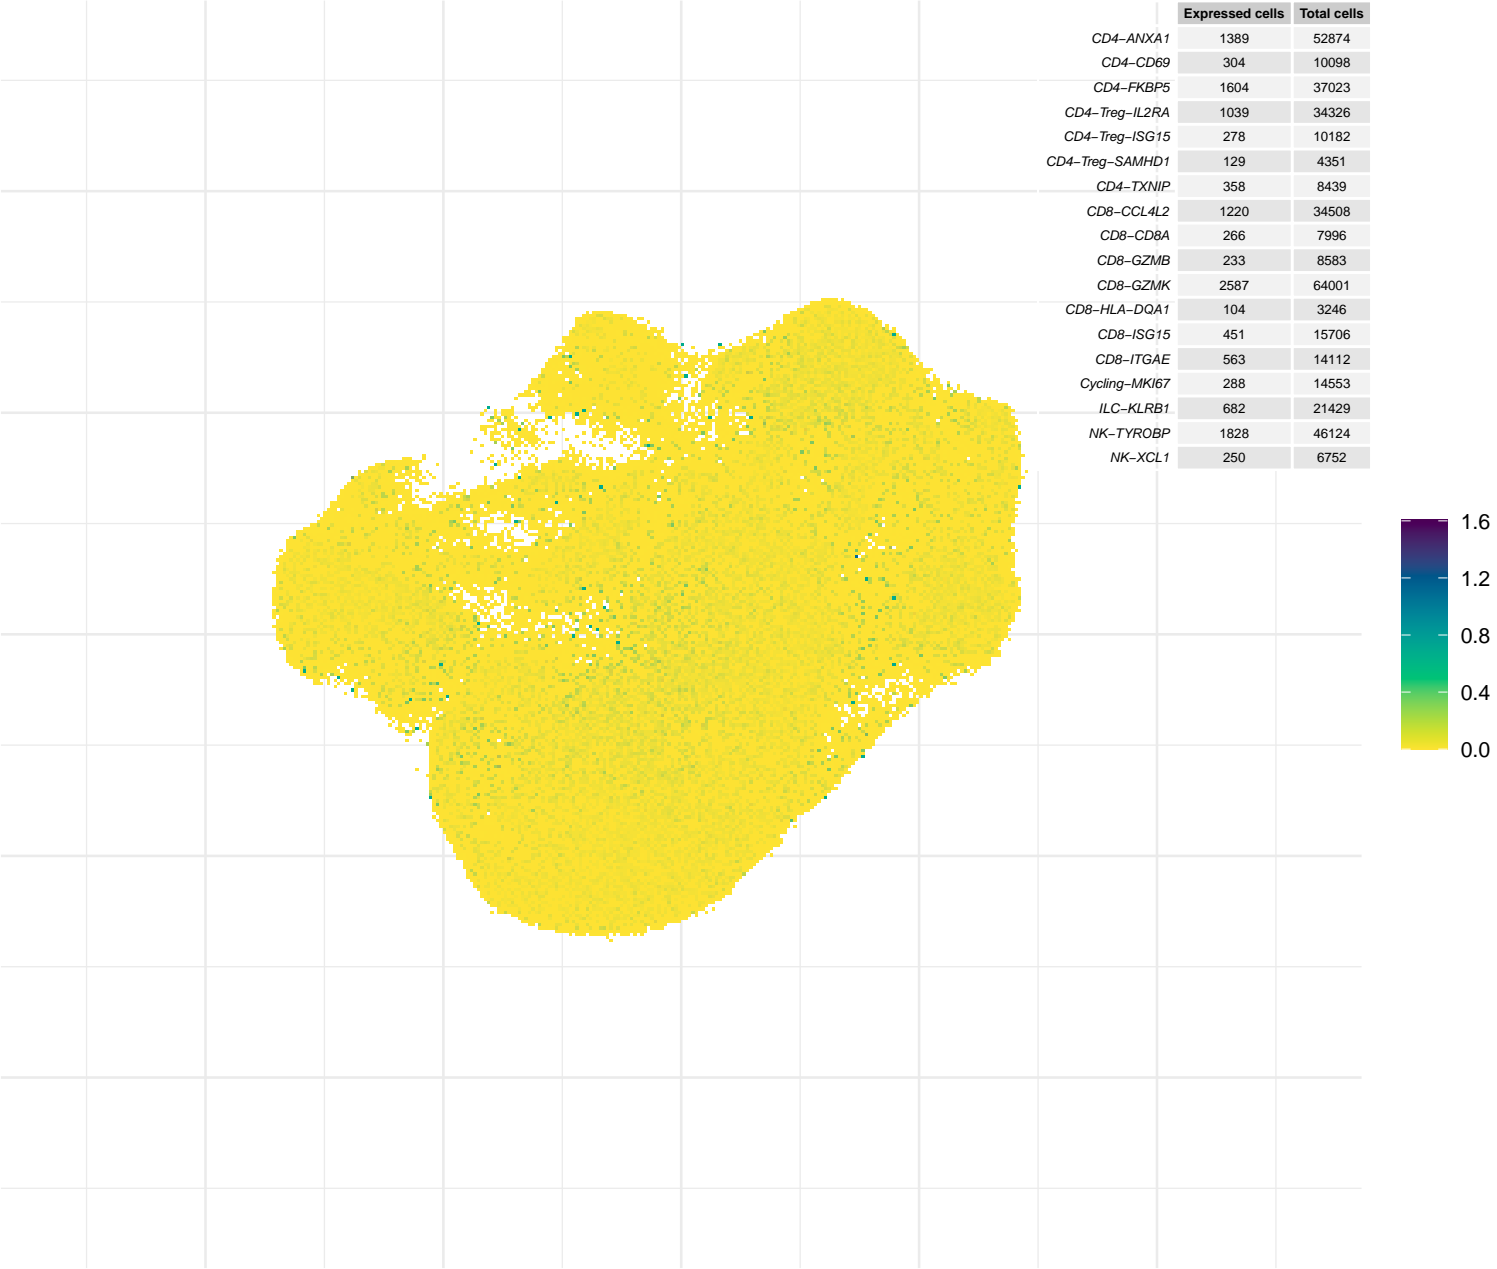 Expressed cells Total cells
CD4−ANXA1 1389 52874
CD4−CD69 304 10098
CD4−FKBP5 1604 37023
CD4−Treg−IL2RA 1039 34326
CD4−Treg−ISG15 278 10182
CD4−Treg−SAMHD1 129 4351
CD4−TXNIP 358 8439
CD8−CCL4L2 1220 34508
CD8−CD8A 266 7996
CD8−GZMB 233 8583
CD8−GZMK 2587 64001
CD8−HLA−DQA1 104 3246
CD8−ISG15 451 15706
CD8−ITGAE 563 14112
Cycling−MKI67 288 14553
ILC−KLRB1 682 21429
NK−TYROBP 1828 46124
NK−XCL1 250 6752
1.6
1.2
0.8
0.4
0.0